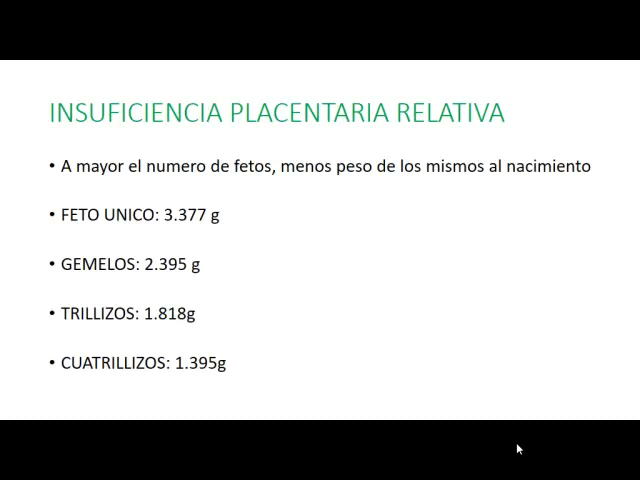 INSUFICIENCIA PLACENTARIA RELATIVA
• A mayor el numero de fetos, menos peso de los mismos al nacimiento
• FETO UNICO: 3.377 g
• GEMELOS: 2.395 g
• TRILLIZOS: 1.818g
• CUATRILLIZOS: 1.395g